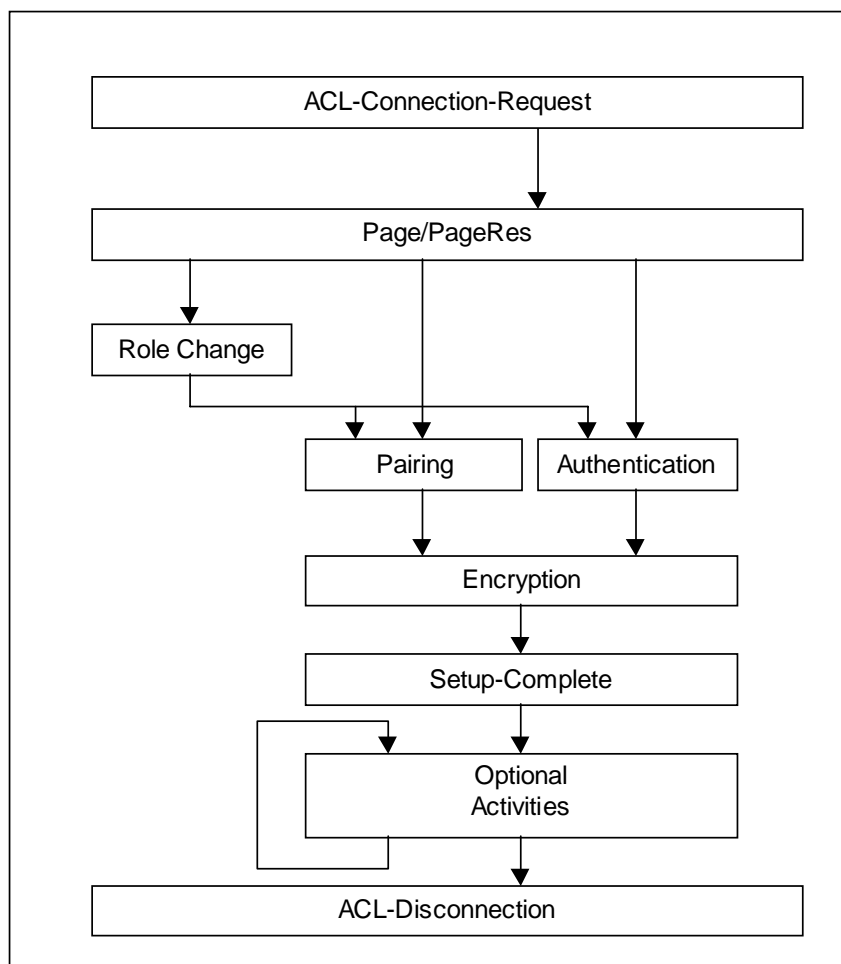 ACL-Connection-Request
Page/PageRes
Role Change
Pairing
Authentication
Encryption
Setup-Complete
Optional
Activities
ACL-Disconnection